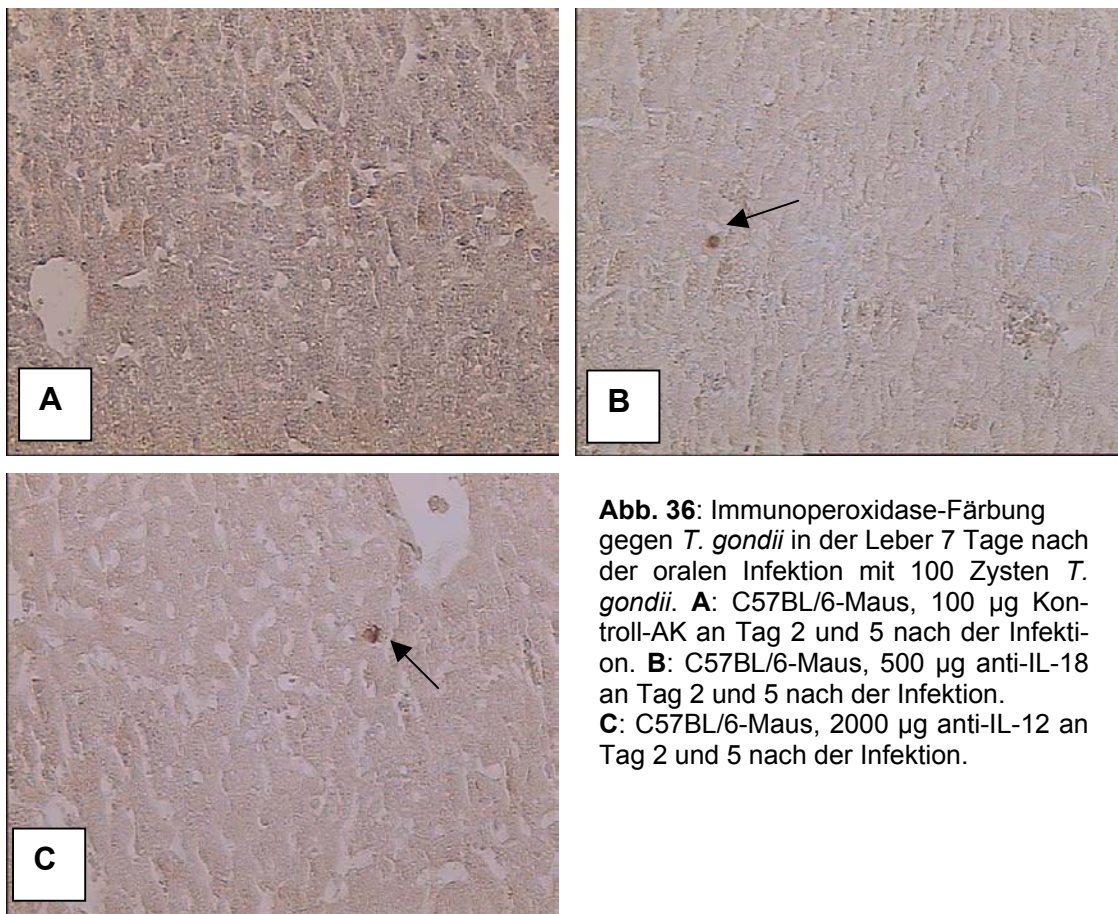 A
B
C
Abb. 36: Immunoperoxidase-Färbung
gegen T. gondii in der Leber 7 Tage nach
der oralen Infektion mit 100 Zysten T.
gondii. A: C57BL/6-Maus, 100 µg Kon-
troll-AK an Tag 2 und 5 nach der Infekti-
on. B: C57BL/6-Maus, 500 µg anti-IL-18
an Tag 2 und 5 nach der Infektion.
C: C57BL/6-Maus, 2000 µg anti-IL-12 an
Tag 2 und 5 nach der Infektion.